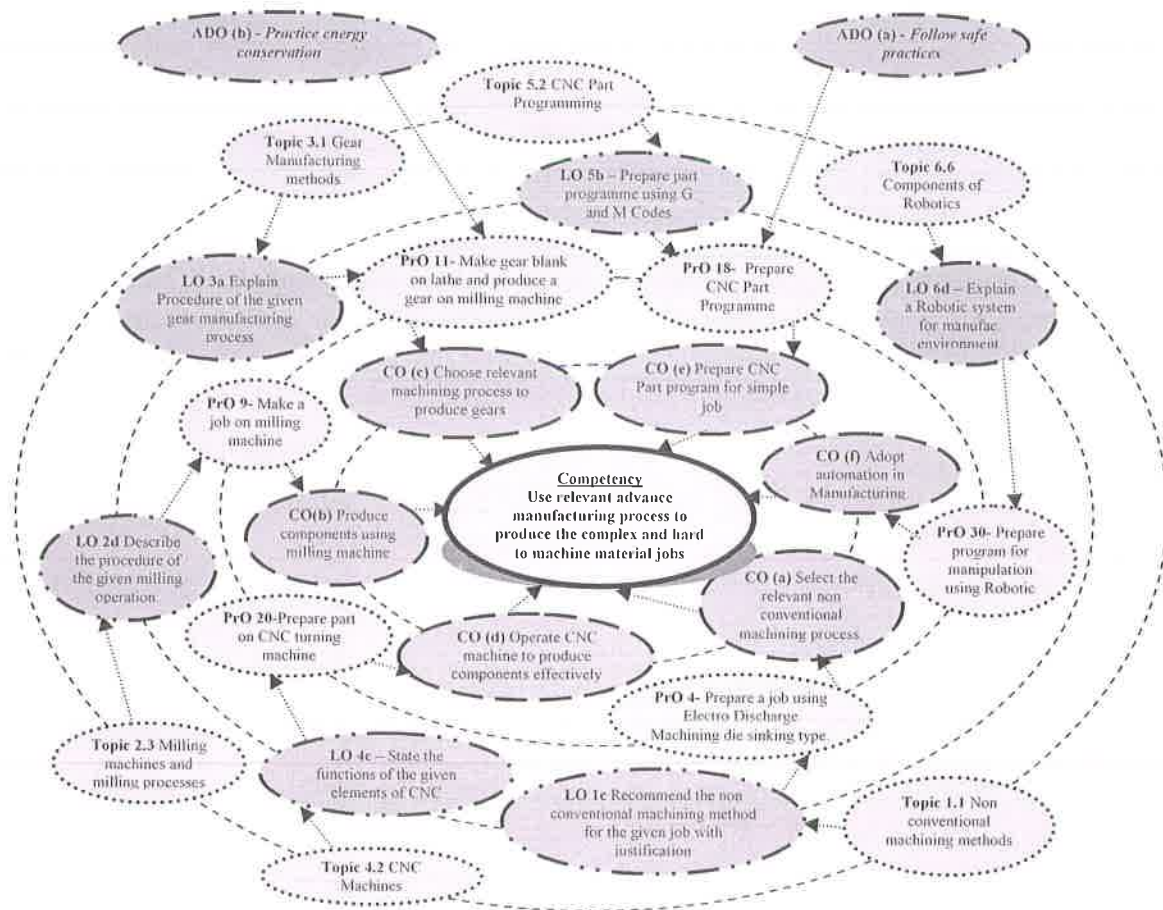 ADO (b) - Practice energy
conservation
ADO (a) - Follow safe
practices
Topic 5.2 CNC Part
Programming
Topic 3.1 Gear
Manufacturing
methods
LO 5b – Prepare part
programme using G
and M Codes
Topic 6.6
Components of
Robotics
LO 3a Explain
Procedure of the given
gear manufacturing
process
PrO 11- Make gear blank
on lathe and produce a
gear on milling machine
PrO 18- Prepare
CNC Part
Programme
LO 6d – Explain
a Robotic system
for manufac
environment
CO (c) Choose relevant
machining process to
produce gears
CO (e) Prepare CNC
Part program for simple
job
PrO 9- Make a
job on milling
machine
CO (f) Adopt
automation in
Manufacturing
Competency
Use relevant advance
manufacturing process to
produce the complex and hard
to machine material jobs
CO(b) Produce
components using
milling machine
LO 2d Describe
the procedure of
the given milling
operation
PrO 30- Prepare
program for
manipulation
using Robotic
CO (a) Select the
relevant non
conventional
machining process
PrO 20-Prepare part
on CNC turning
machine
CO (d) Operate CNC
machine to produce
components effectively
PrO 4- Prepare a job using
Electro Discharge
Machining die sinking type.
Topic 2.3 Milling
machines and
milling processes
LO 4c – State the
functions of the given
elements of CNC
LO 1c Recommend the non
conventional machining method
for the given job with
justification
Topic 1.1 Non
conventional
machining methods
Topic 4.2 CNC
Machines